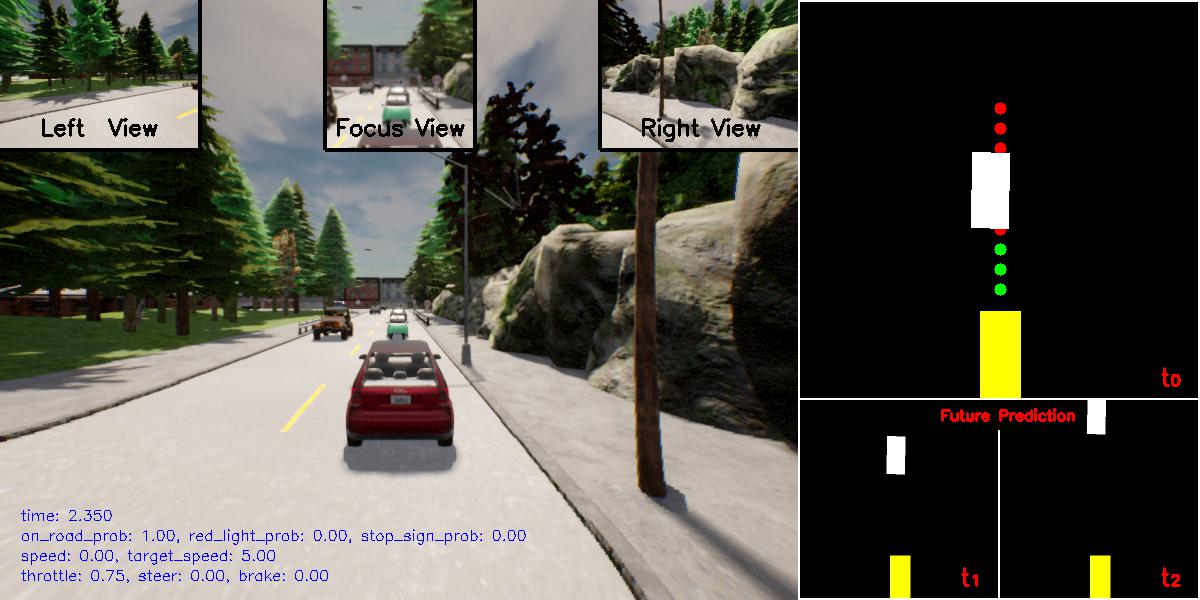 Left View
Focus View
Right View
time: 2.350
on_road_prob: 1.00, red_light_prob: 0.00, stop_sign_prob: 0.00
speed: 0.00, target_speed: 5.00
throttle: 0.75, steer: 0.00, brake: 0.00
t0
Future Prediction
t1
t2